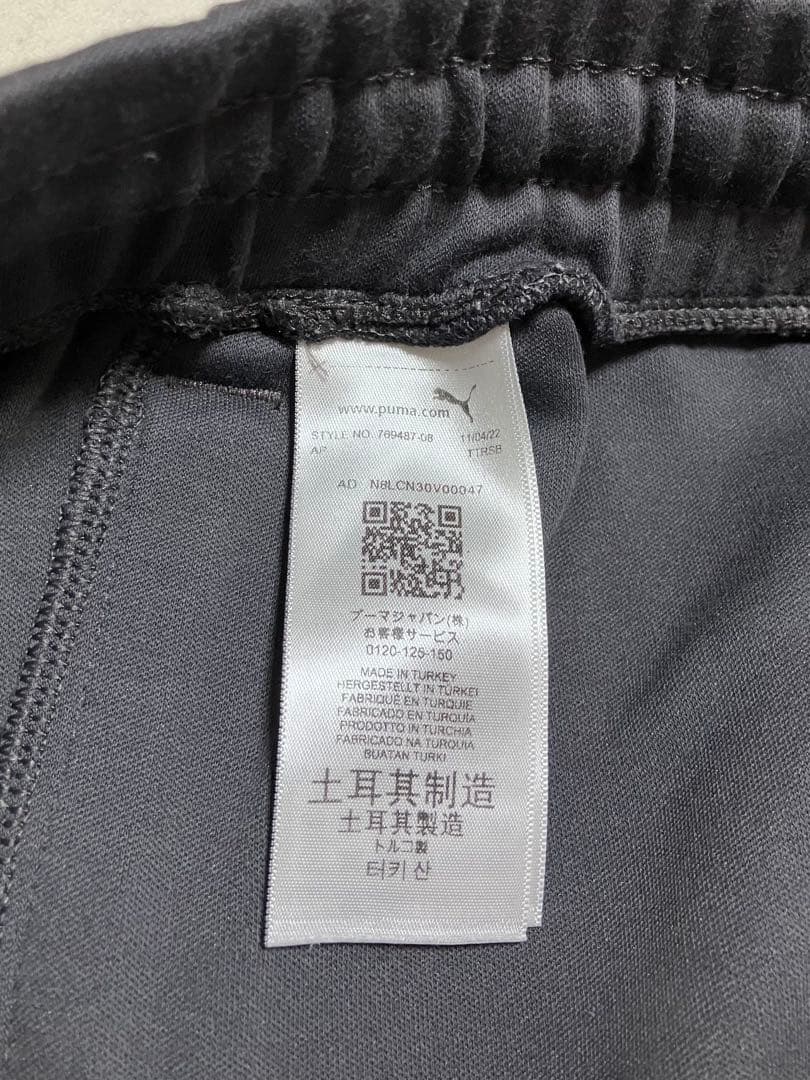 www.puma.com
STYLE NO. 769487-08 11/04/22
AP TTRSB
AD N8LCN30V00047
プーマジャパン(株)
お客様サービス
0120-125-150
MADE IN TURKEY
HERGESTELLT IN TÜRKEI
FABRIQUÉ EN TURQUIE
FABRICADO EN TURQUÍA
PRODOTTO IN TURCHIA
FABRICADO NA TURQUIA
BUATAN TURKI
土耳其制造
土耳其製造
トルコ製
터키 산